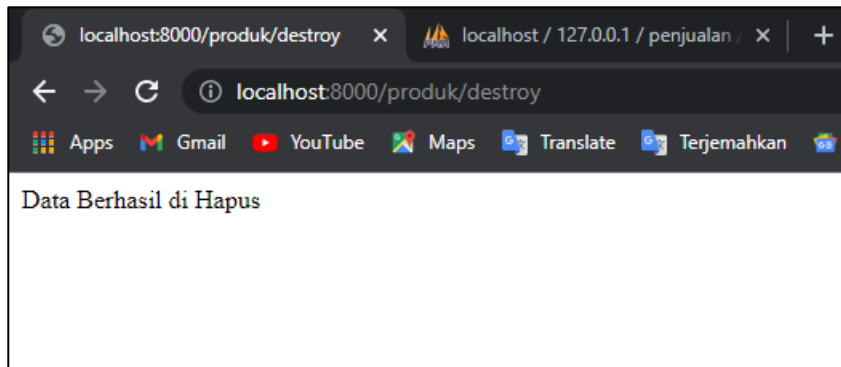 localhost:8000/produk/destroy
localhost / 127.0.0.1 / penjualan /
localhost:8000/produk/destroy
Apps Gmail YouTube Maps Translate Terjemahkan
Data Berhasil di Hapus